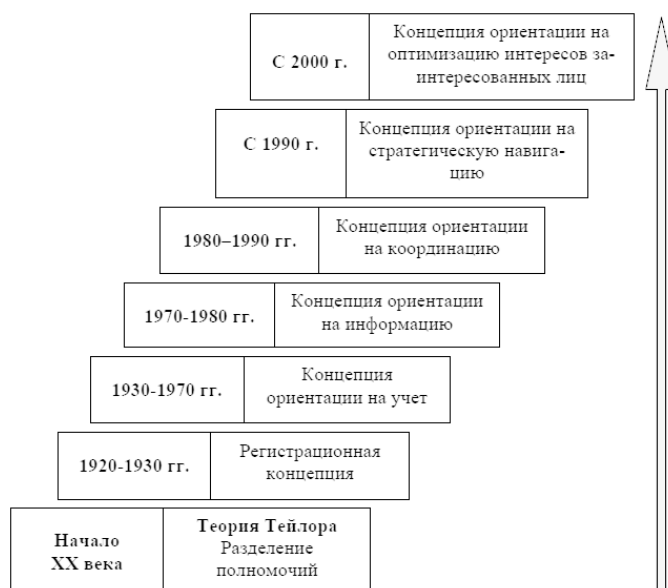 С 2000 г.
Концепция ориентации на
оптимизацию интересов за-
интересованных лиц
С 1990 г.
Концепция ориентации на
стратегическую навига-
цию
1980–1990 гг.
Концепция ориентации
на координацию
1970-1980 гг.
Концепция ориентации
на информацию
1930-1970 гг.
Концепция
ориентации на учет
1920-1930 гг.
Регистрационная
концепция
Начало
XX века
Теория Тейлора
Разделение
полномочий